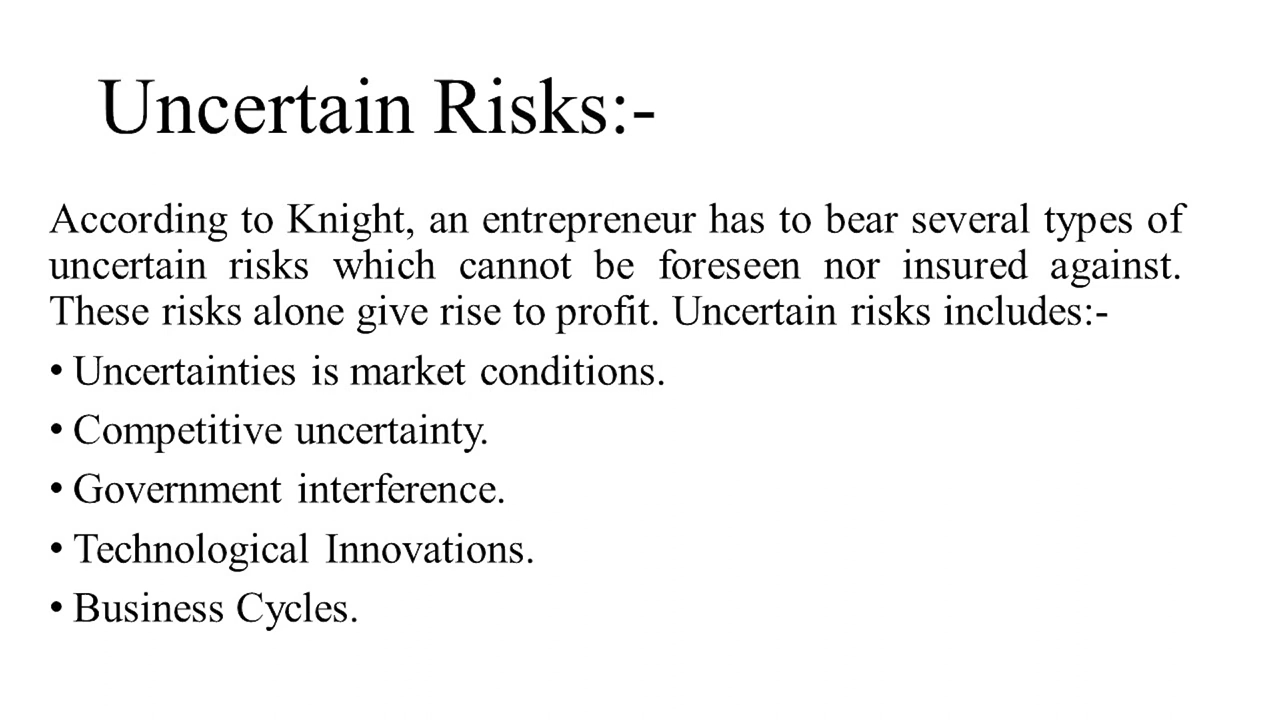 Uncertain Risks:-
According to Knight, an entrepreneur has to bear several types of
uncertain risks which cannot be foreseen nor insured against.
These risks alone give rise to profit. Uncertain risks includes:-
• Uncertainties is market conditions.
• Competitive uncertainty.
• Government interference.
• Technological Innovations.
• Business Cycles.